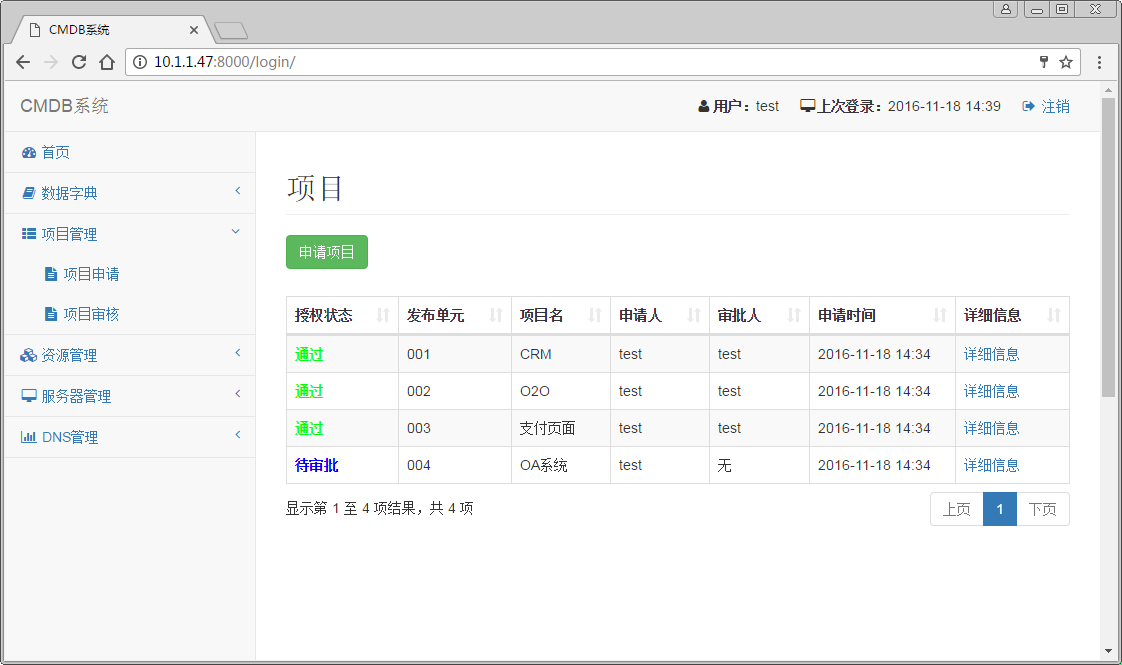 CMDB系统
10.1.1.47:8000/login/
CMDB系统
用户：test 上次登录：2016-11-18 14:39 注销
首页
数据字典
项目管理
项目申请
项目审核
资源管理
服务器管理
DNS管理
项目
申请项目
授权状态 发布单元 项目名 申请人 审批人 申请时间 详细信息
通过 001 CRM test test 2016-11-18 14:34 详细信息
通过 002 O2O test test 2016-11-18 14:34 详细信息
通过 003 支付页面 test test 2016-11-18 14:34 详细信息
待审批 004 OA系统 test 无 2016-11-18 14:34 详细信息
显示第 1 至 4 项结果，共 4 项
上页 1 下页